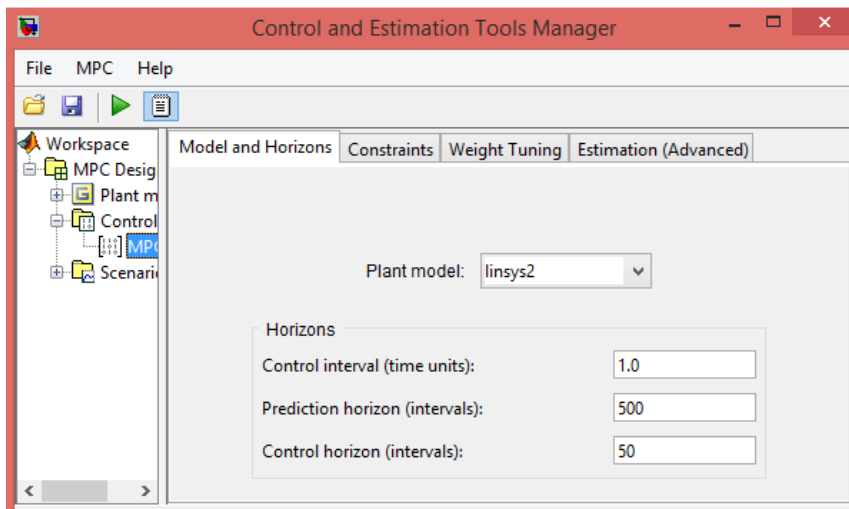 Control and Estimation Tools Manager
File MPC Help
Workspace
MPC Desig
Plant m
Control
MPC
Scenari
Model and Horizons Constraints Weight Tuning Estimation (Advanced)
Plant model: linsys2
Horizons
Control interval (time units): 1.0
Prediction horizon (intervals): 500
Control horizon (intervals): 50